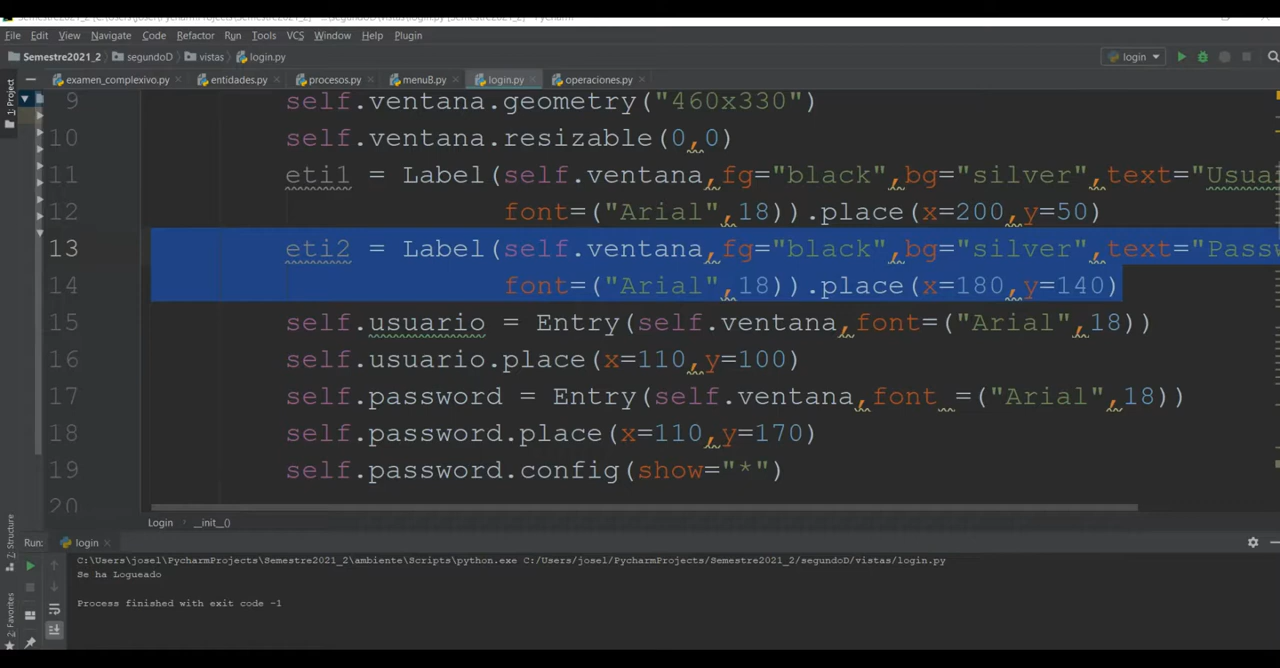 File Edit View Navigate Code Refactor Run Tools VCS Window Help Plugin
Semestre2021_2 segundoD vistas login.py login
examen_complexivo.py entidades.py procesos.py menuB.py login.py operaciones.py
1: Project
9 self.ventana.geometry("460x330")
10 self.ventana.resizable(0,0)
11 eti1 = Label(self.ventana,fg="black",bg="silver",text="Usua
12 font=("Arial",18)).place(x=200,y=50)
13 eti2 = Label(self.ventana,fg="black",bg="silver",text="Pass
14 font=("Arial",18)).place(x=180,y=140)
15 self.usuario = Entry(self.ventana,font=("Arial",18))
16 self.usuario.place(x=110,y=100)
17 self.password = Entry(self.ventana,font =("Arial",18))
18 self.password.place(x=110,y=170)
19 self.password.config(show="*")
20
Login __init__()
Run: login
C:\Users\josel\PycharmProjects\Semestre2021_2\ambiente\Scripts\python.exe C:/Users/josel/PycharmProjects/Semestre2021_2/segundoD/vistas/login.py
Se ha Logueado
Process finished with exit code -1
Z: Structure
2: Favorites